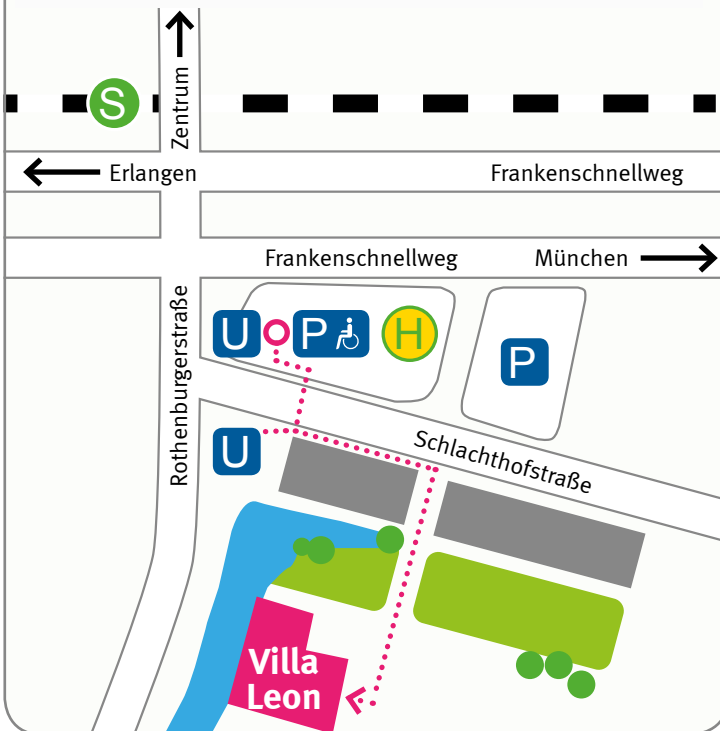 Zentrum
S
Erlangen
Frankenschnellweg
Frankenschnellweg
München
Rothenburgerstraße
U
P
H
P
U
Schlachthofstraße
Villa
Leon